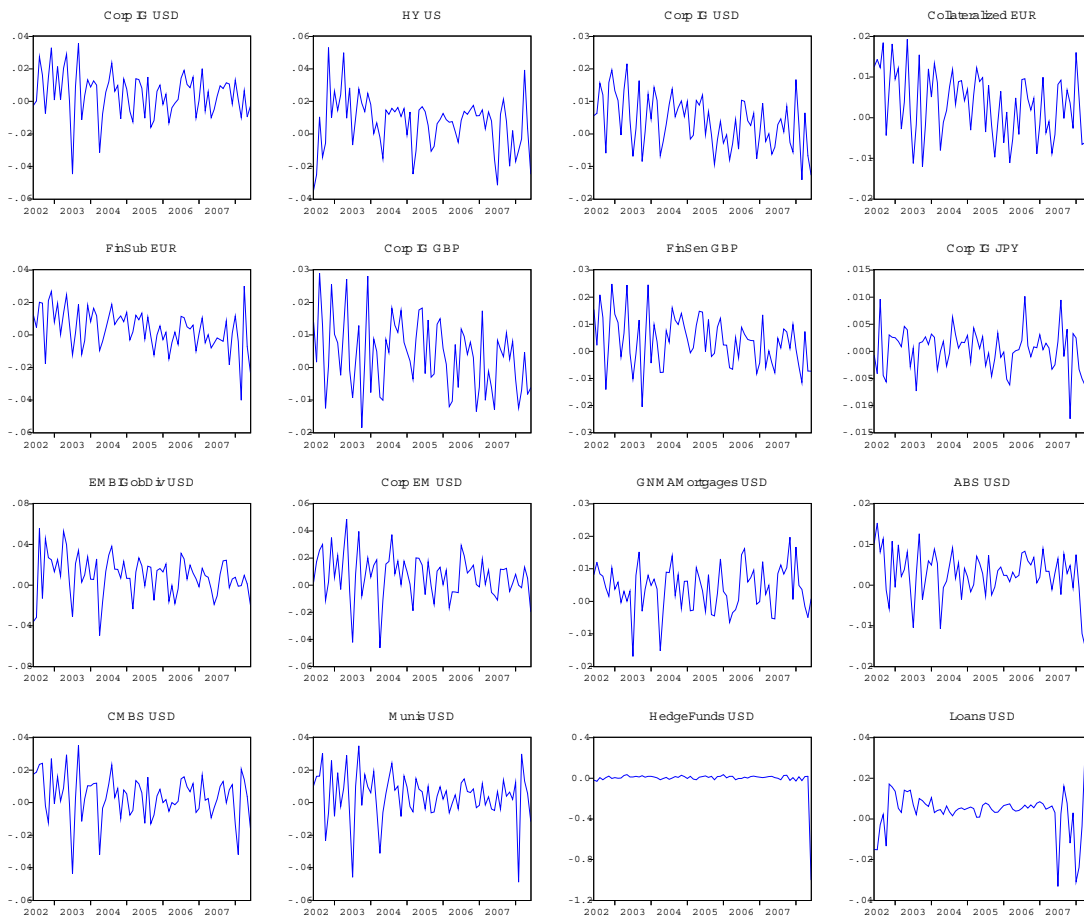 Corp IG USD
.04
.02
.00
-.02
-.04
-.06
2002 2003 2004 2005 2006 2007
HY US
.06
.04
.02
.00
-.02
-.04
2002 2003 2004 2005 2006 2007
Corp IG USD
.03
.02
.01
.00
-.01
-.02
2002 2003 2004 2005 2006 2007
Collateralized EUR
.02
.01
.00
-.01
-.02
2002 2003 2004 2005 2006 2007
FinSub EUR
.04
.02
.00
-.02
-.04
-.06
2002 2003 2004 2005 2006 2007
Corp IG GBP
.03
.02
.01
.00
-.01
-.02
2002 2003 2004 2005 2006 2007
FinSen GBP
.03
.02
.01
.00
-.01
-.02
-.03
2002 2003 2004 2005 2006 2007
Corp IG JPY
.015
.010
.005
.000
-.005
-.010
-.015
2002 2003 2004 2005 2006 2007
EMBIGobDiv USD
.08
.04
.00
-.04
-.08
2002 2003 2004 2005 2006 2007
Corp EM USD
.06
.04
.02
.00
-.02
-.04
-.06
2002 2003 2004 2005 2006 2007
GNMAMortgages USD
.03
.02
.01
.00
-.01
-.02
2002 2003 2004 2005 2006 2007
ABS USD
.02
.01
.00
-.01
-.02
2002 2003 2004 2005 2006 2007
CMBS USD
.04
.02
.00
-.02
-.04
-.06
2002 2003 2004 2005 2006 2007
Munis USD
.04
.02
.00
-.02
-.04
-.06
2002 2003 2004 2005 2006 2007
HedgeFunds USD
0.4
0.0
-0.4
-0.8
-1.2
2002 2003 2004 2005 2006 2007
Loans USD
.04
.02
.00
-.02
-.04
2002 2003 2004 2005 2006 2007